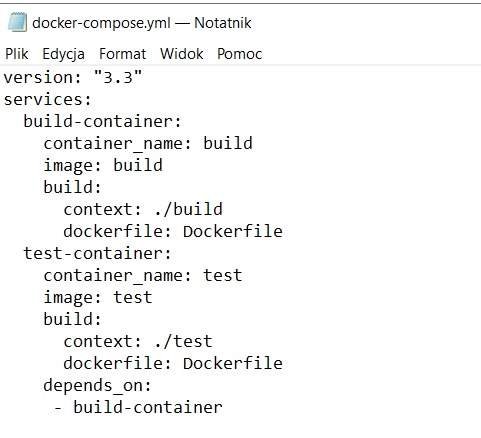 docker-compose.yml — Notatnik
Plik Edycja Format Widok Pomoc
version: "3.3"
services:
  build-container:
    container_name: build
    image: build
    build:
      context: ./build
      dockerfile: Dockerfile
  test-container:
    container_name: test
    image: test
    build:
      context: ./test
      dockerfile: Dockerfile
    depends_on:
     - build-container